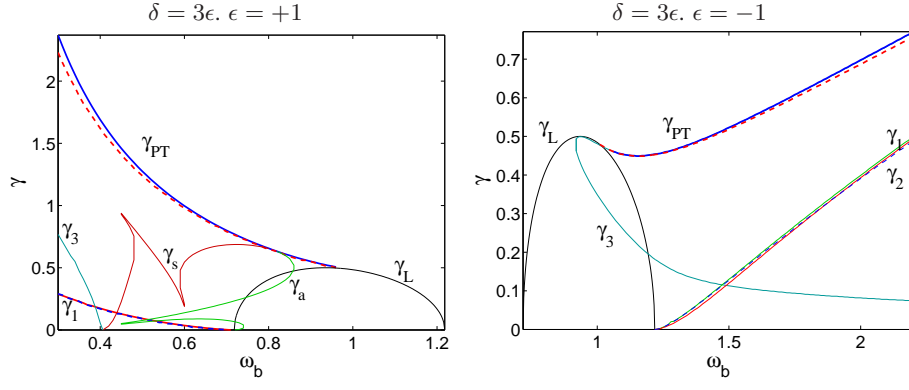 δ = 3ϵ. ϵ = +1
γ
2
1.5
1
0.5
0
0.4
0.6
0.8
1
1.2
ω_b
γ_PT
γ_3
γ_s
γ_a
γ_L
γ_1
δ = 3ϵ. ϵ = −1
γ
0.7
0.6
0.5
0.4
0.3
0.2
0.1
0
1
1.5
2
ω_b
γ_L
γ_PT
γ_1
γ_2
γ_3